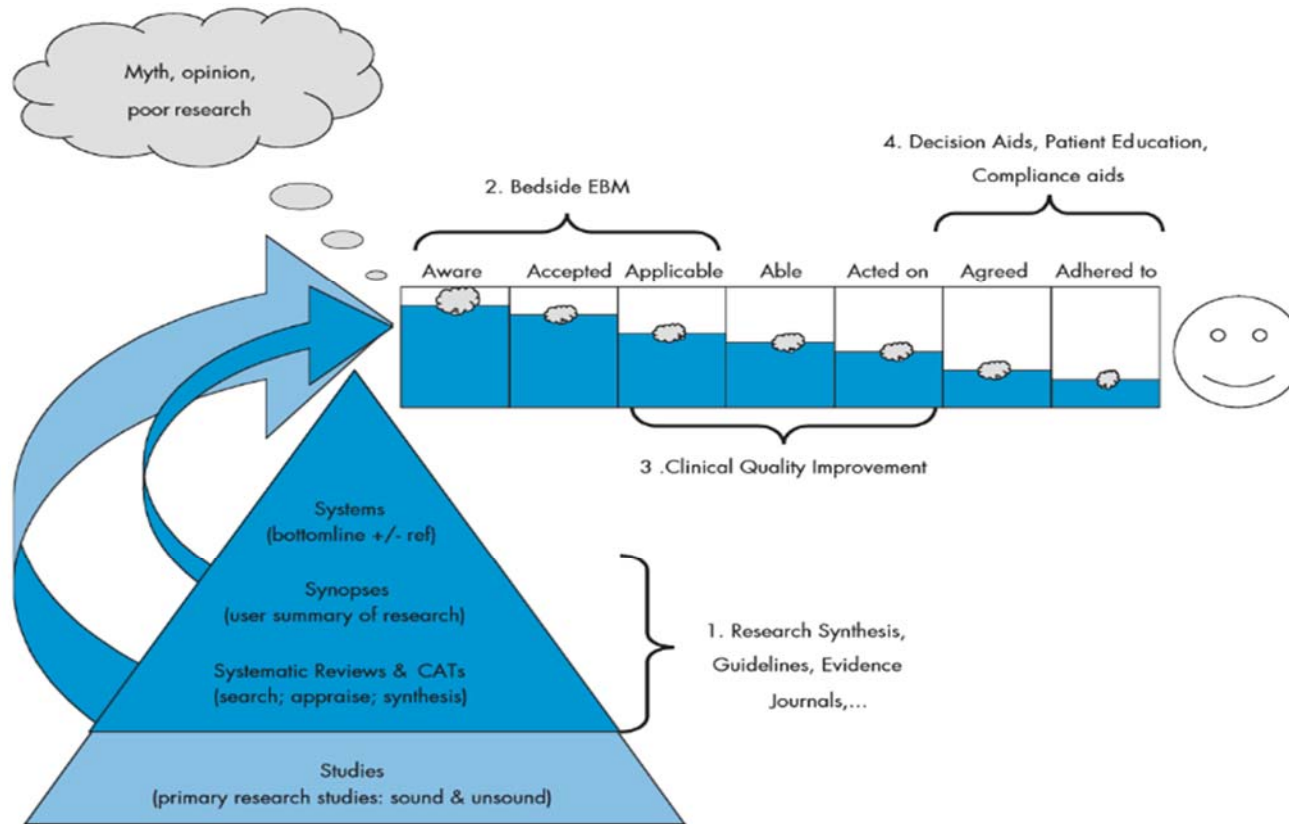 Myth, opinion,
poor research
4. Decision Aids, Patient Education,
Compliance aids
2. Bedside EBM
Aware
Accepted
Applicable
Able
Acted on
Agreed
Adhered to
3 .Clinical Quality Improvement
Systems
(bottomline +/- ref)
Synopses
(user summary of research)
Systematic Reviews & CATs
(search; appraise; synthesis)
1. Research Synthesis,
Guidelines, Evidence
Journals,...
Studies
(primary research studies: sound & unsound)